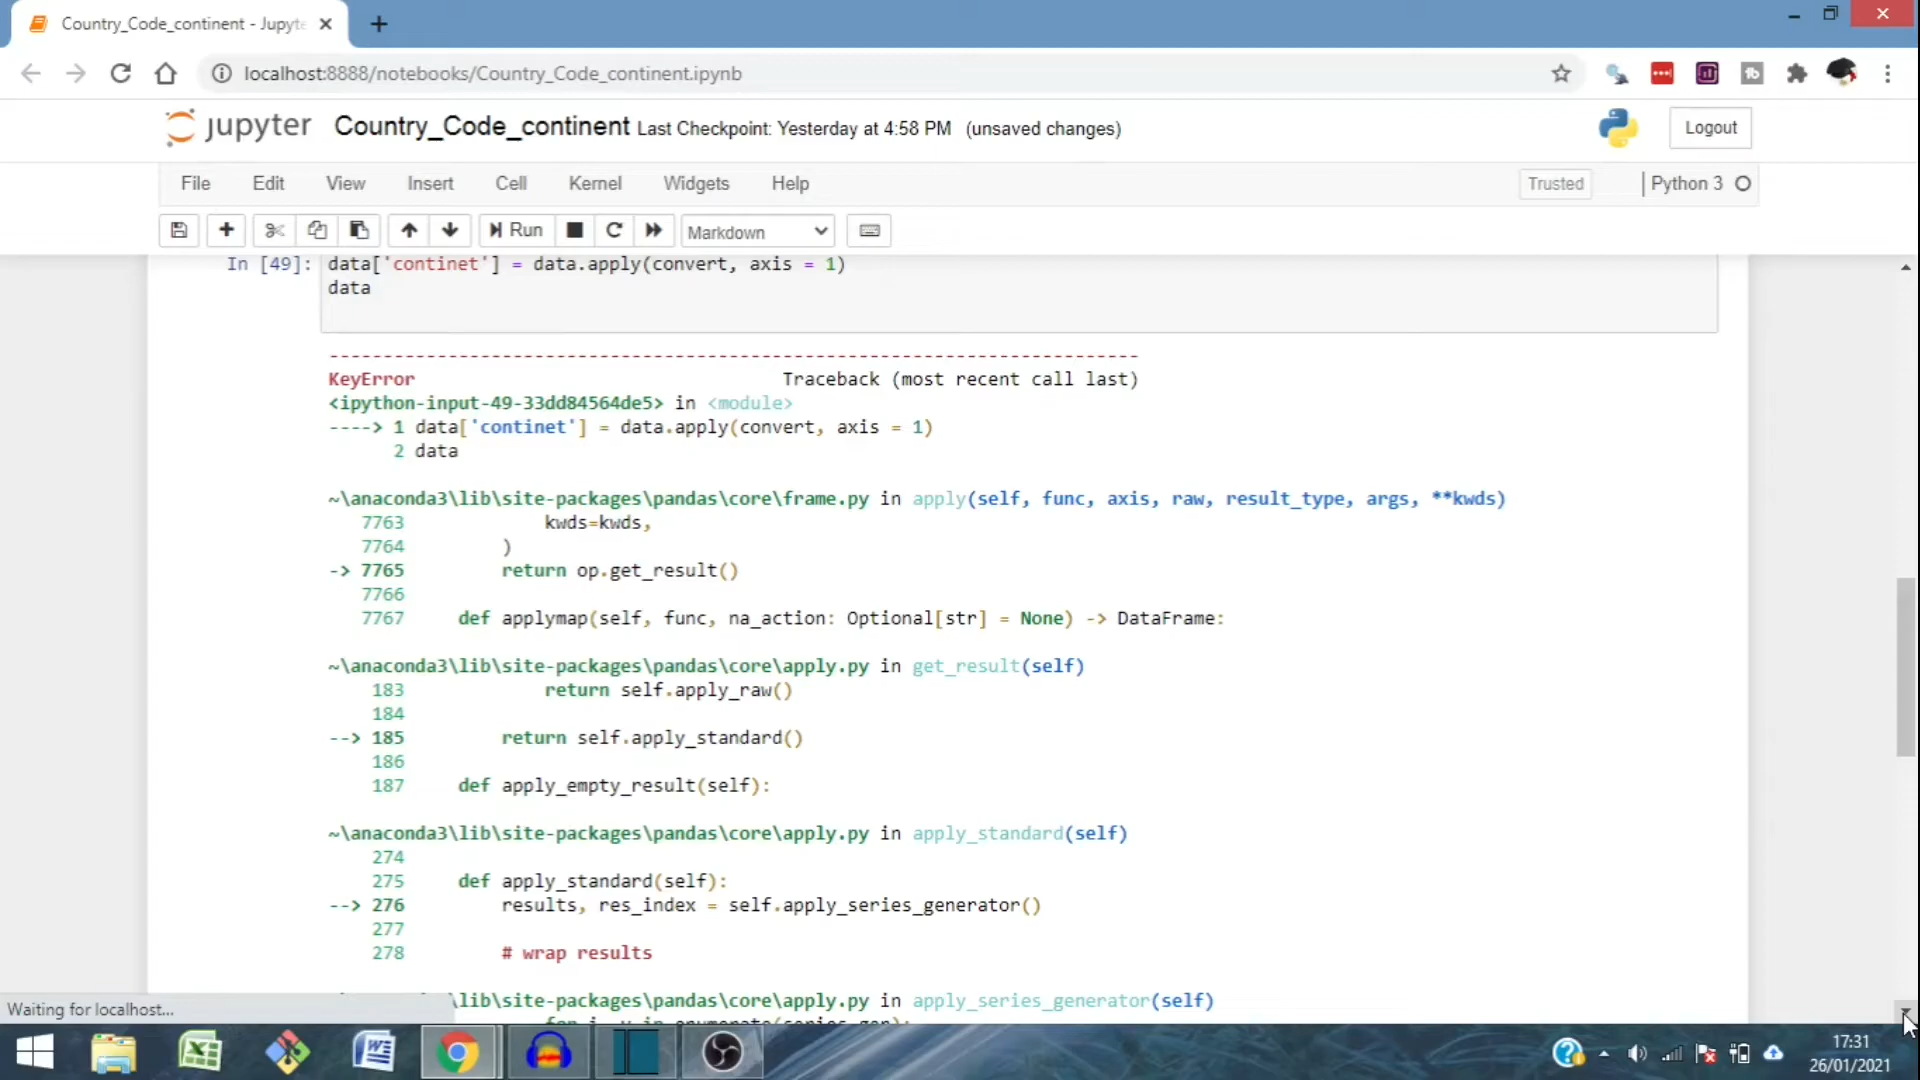 Country_Code_continent - Jupyte
localhost:8888/notebooks/Country_Code_continent.ipynb
jupyter Country_Code_continent Last Checkpoint: Yesterday at 4:58 PM (unsaved changes)
Logout
File Edit View Insert Cell Kernel Widgets Help
Trusted
Python 3
Run
Markdown
In [49]: data['continet'] = data.apply(convert, axis = 1)
data
---------------------------------------------------------------------------
KeyError Traceback (most recent call last)
<ipython-input-49-33dd84564de5> in <module>
----> 1 data['continet'] = data.apply(convert, axis = 1)
2 data
~\anaconda3\lib\site-packages\pandas\core\frame.py in apply(self, func, axis, raw, result_type, args, **kwds)
7763 kwds=kwds,
7764 )
-> 7765 return op.get_result()
7766
7767 def applymap(self, func, na_action: Optional[str] = None) -> DataFrame:
~\anaconda3\lib\site-packages\pandas\core\apply.py in get_result(self)
183 return self.apply_raw()
184
--> 185 return self.apply_standard()
186
187 def apply_empty_result(self):
~\anaconda3\lib\site-packages\pandas\core\apply.py in apply_standard(self)
274
275 def apply_standard(self):
--> 276 results, res_index = self.apply_series_generator()
277
278 # wrap results
\lib\site-packages\pandas\core\apply.py in apply_series_generator(self)
Waiting for localhost...
17:31
26/01/2021